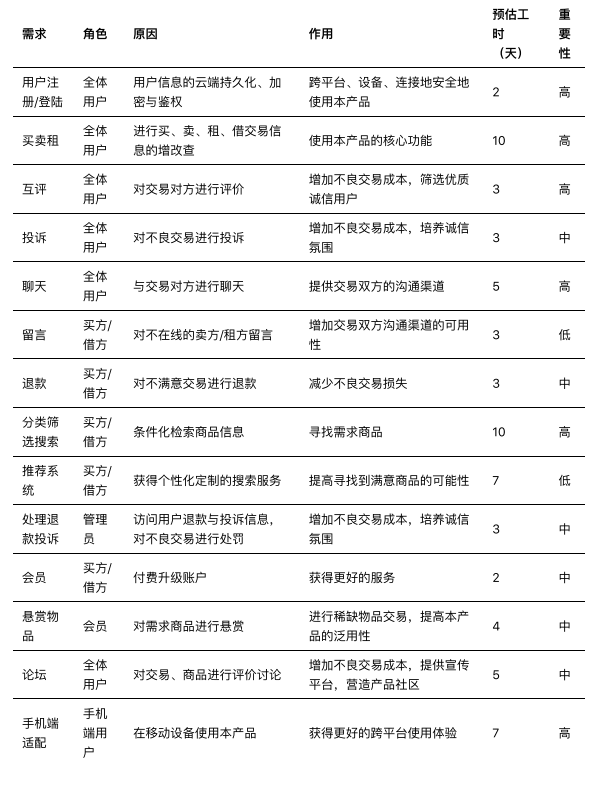 需求 角色 原因 作用 预估工时（天） 重要性
用户注册/登陆 全体用户 用户信息的云端持久化、加密与鉴权 跨平台、设备、连接地安全地使用本产品 2 高
买卖租 全体用户 进行买、卖、租、借交易信息的增改查 使用本产品的核心功能 10 高
互评 全体用户 对交易对方进行评价 增加不良交易成本，筛选优质诚信用户 3 高
投诉 全体用户 对不良交易进行投诉 增加不良交易成本，培养诚信氛围 3 中
聊天 全体用户 与交易对方进行聊天 提供交易双方的沟通渠道 5 高
留言 买方/借方 对不在线的卖方/租方留言 增加交易双方沟通渠道的可用性 3 低
退款 买方/借方 对不满意交易进行退款 减少不良交易损失 3 中
分类筛选搜索 买方/借方 条件化检索商品信息 寻找需求商品 10 高
推荐系统 买方/借方 获得个性化定制的搜索服务 提高寻找到满意商品的可能性 7 低
处理退款投诉 管理员 访问用户退款与投诉信息，对不良交易进行处罚 增加不良交易成本，培养诚信氛围 3 中
会员 买方/借方 付费升级账户 获得更好的服务 2 中
悬赏物品 会员 对需求商品进行悬赏 进行稀缺物品交易，提高本产品的泛用性 4 中
论坛 全体用户 对交易、商品进行评价讨论 增加不良交易成本，提供宣传平台，营造产品社区 5 中
手机端适配 手机端用户 在移动设备使用本产品 获得更好的跨平台使用体验 7 高